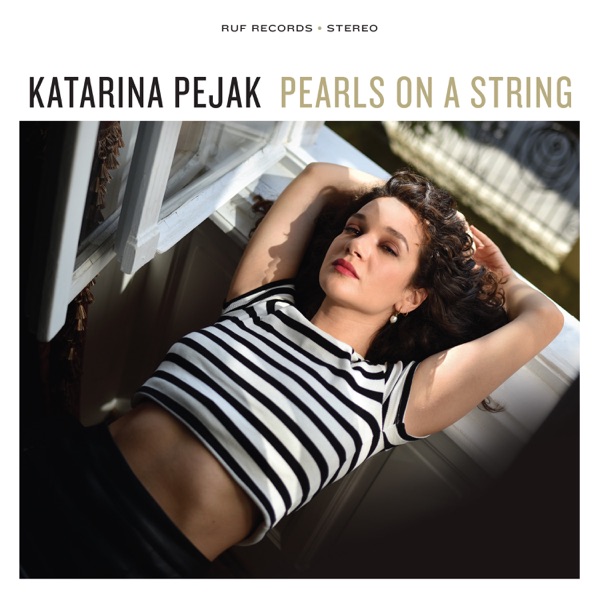 RUF RECORDS • STEREO
KATARINA PEJAK PEARLS ON A STRING